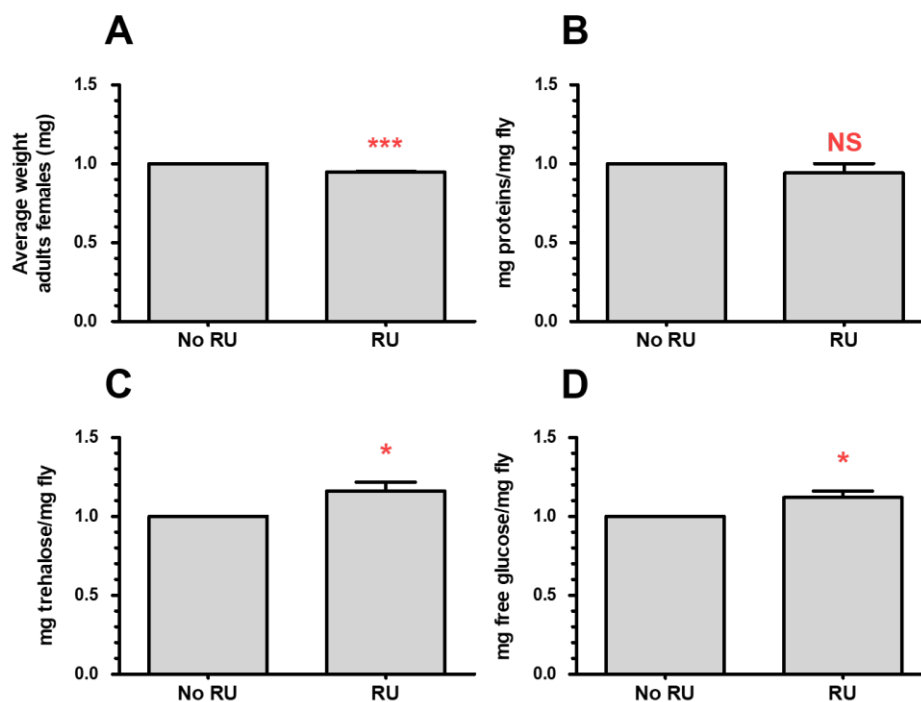 A
Average weight
adults females (mg)
1.5
1.0
0.5
0.0
***
No RU
RU
B
mg proteins/mg fly
1.5
1.0
0.5
0.0
NS
No RU
RU
C
mg trehalose/mg fly
1.5
1.0
0.5
0.0
*
No RU
RU
D
mg free glucose/mg fly
1.5
1.0
0.5
0.0
*
No RU
RU